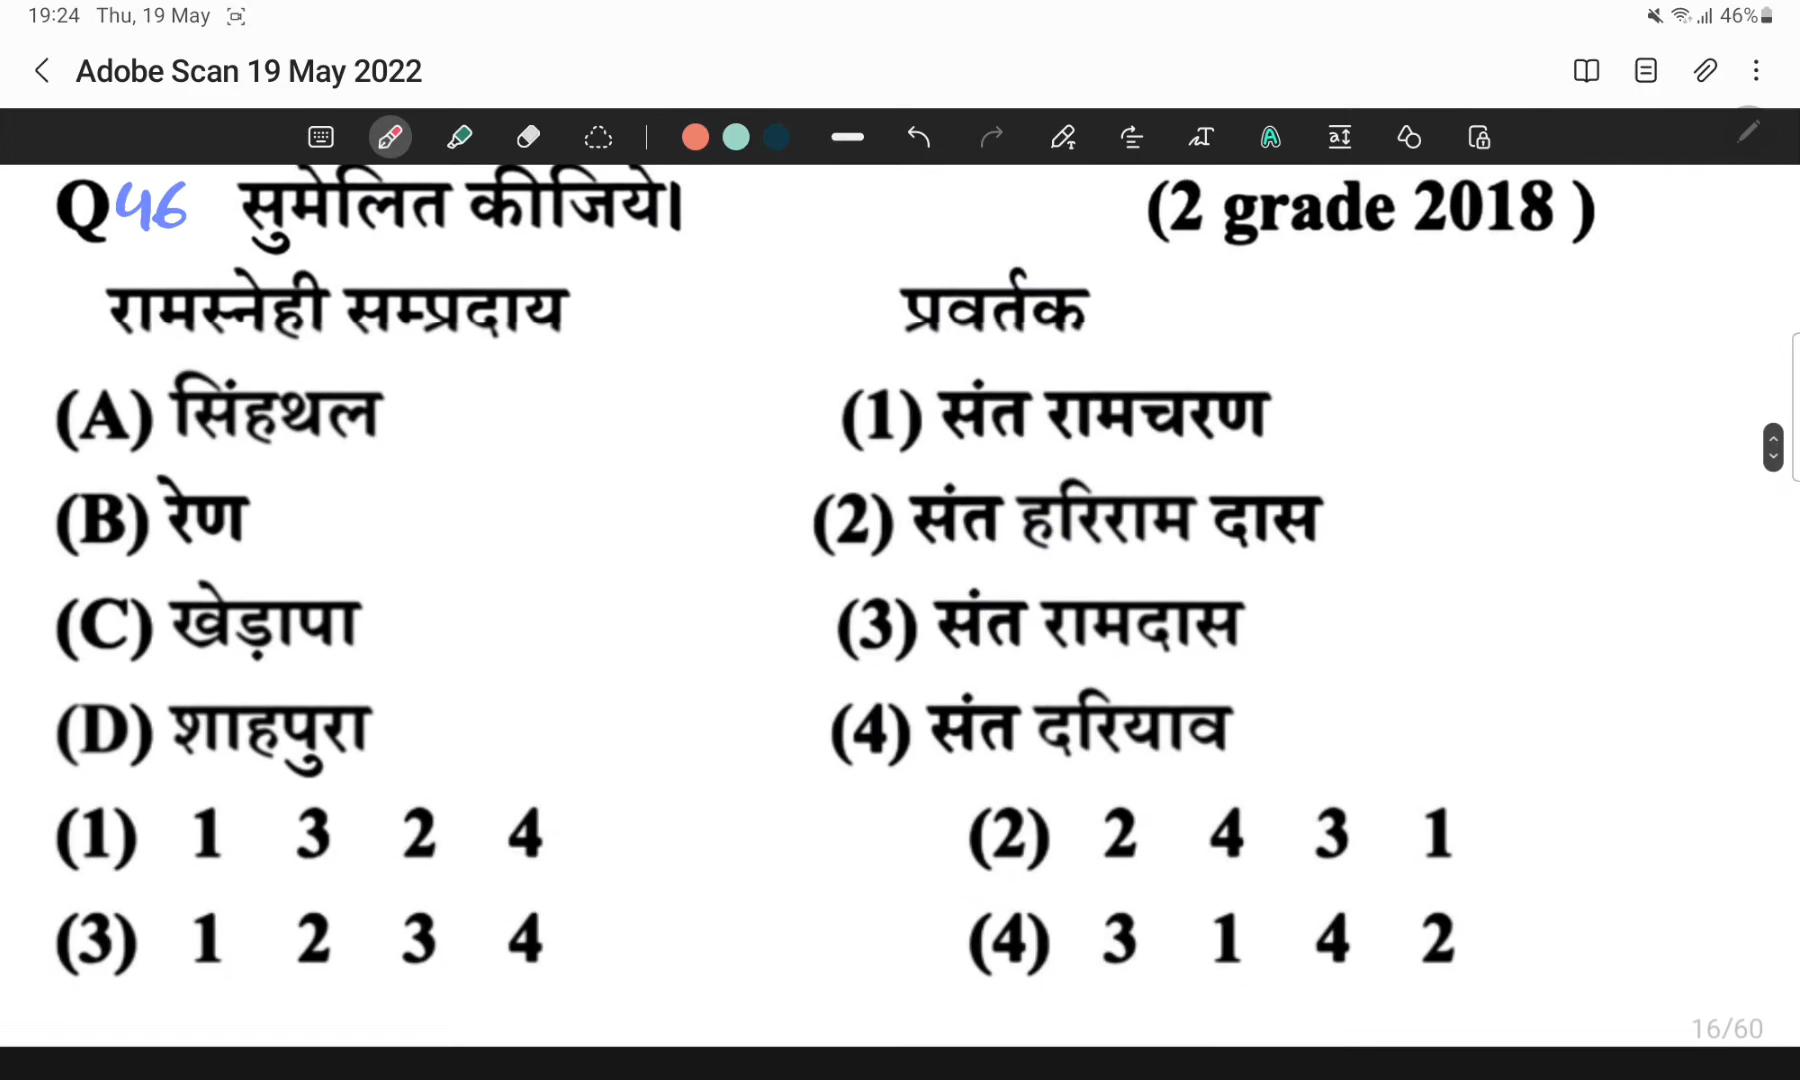 19:24 Thu, 19 May 46%
Adobe Scan 19 May 2022
Q46 सुमेलित कीजिये। (2 grade 2018 )
रामस्नेही सम्प्रदाय प्रवर्तक
(A) सिंहथल (1) संत रामचरण
(B) रेण (2) संत हरिराम दास
(C) खेड़ापा (3) संत रामदास
(D) शाहपुरा (4) संत दरियाव
(1) 1 3 2 4 (2) 2 4 3 1
(3) 1 2 3 4 (4) 3 1 4 2
16/60